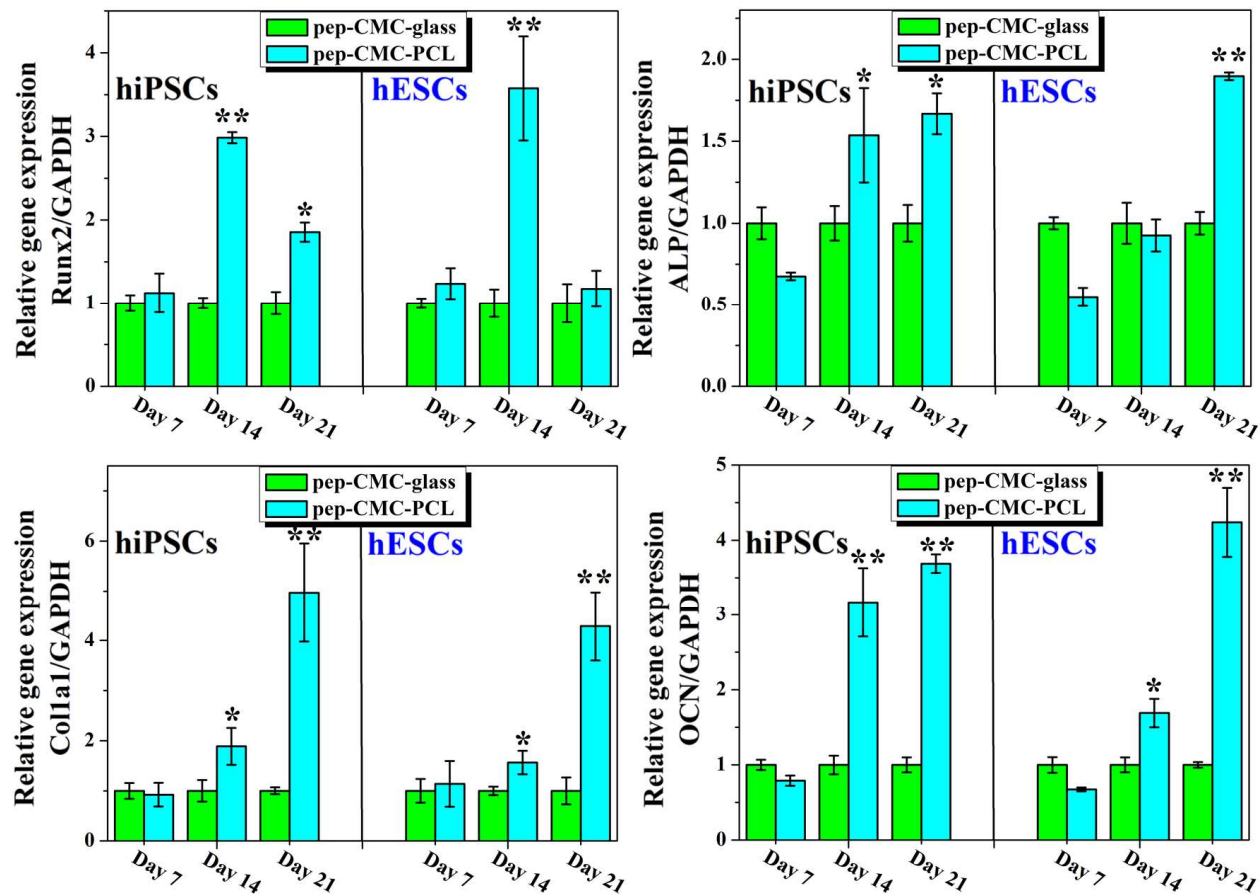 pep-CMC-glass
pep-CMC-PCL
hiPSCs
hESCs
**
*
**
Relative gene expression
Runx2/GAPDH
4
3
2
1
0
Day 7
Day 14
Day 21
Day 7
Day 14
Day 21
pep-CMC-glass
pep-CMC-PCL
hiPSCs
hESCs
*
*
**
Relative gene expression
ALP/GAPDH
2.0
1.5
1.0
0.5
0.0
Day 7
Day 14
Day 21
Day 7
Day 14
Day 21
pep-CMC-glass
pep-CMC-PCL
hiPSCs
hESCs
*
**
*
**
Relative gene expression
Col1a1/GAPDH
6
4
2
0
Day 7
Day 14
Day 21
Day 7
Day 14
Day 21
pep-CMC-glass
pep-CMC-PCL
hiPSCs
hESCs
**
**
*
**
Relative gene expression
OCN/GAPDH
5
4
3
2
1
0
Day 7
Day 14
Day 21
Day 7
Day 14
Day 21